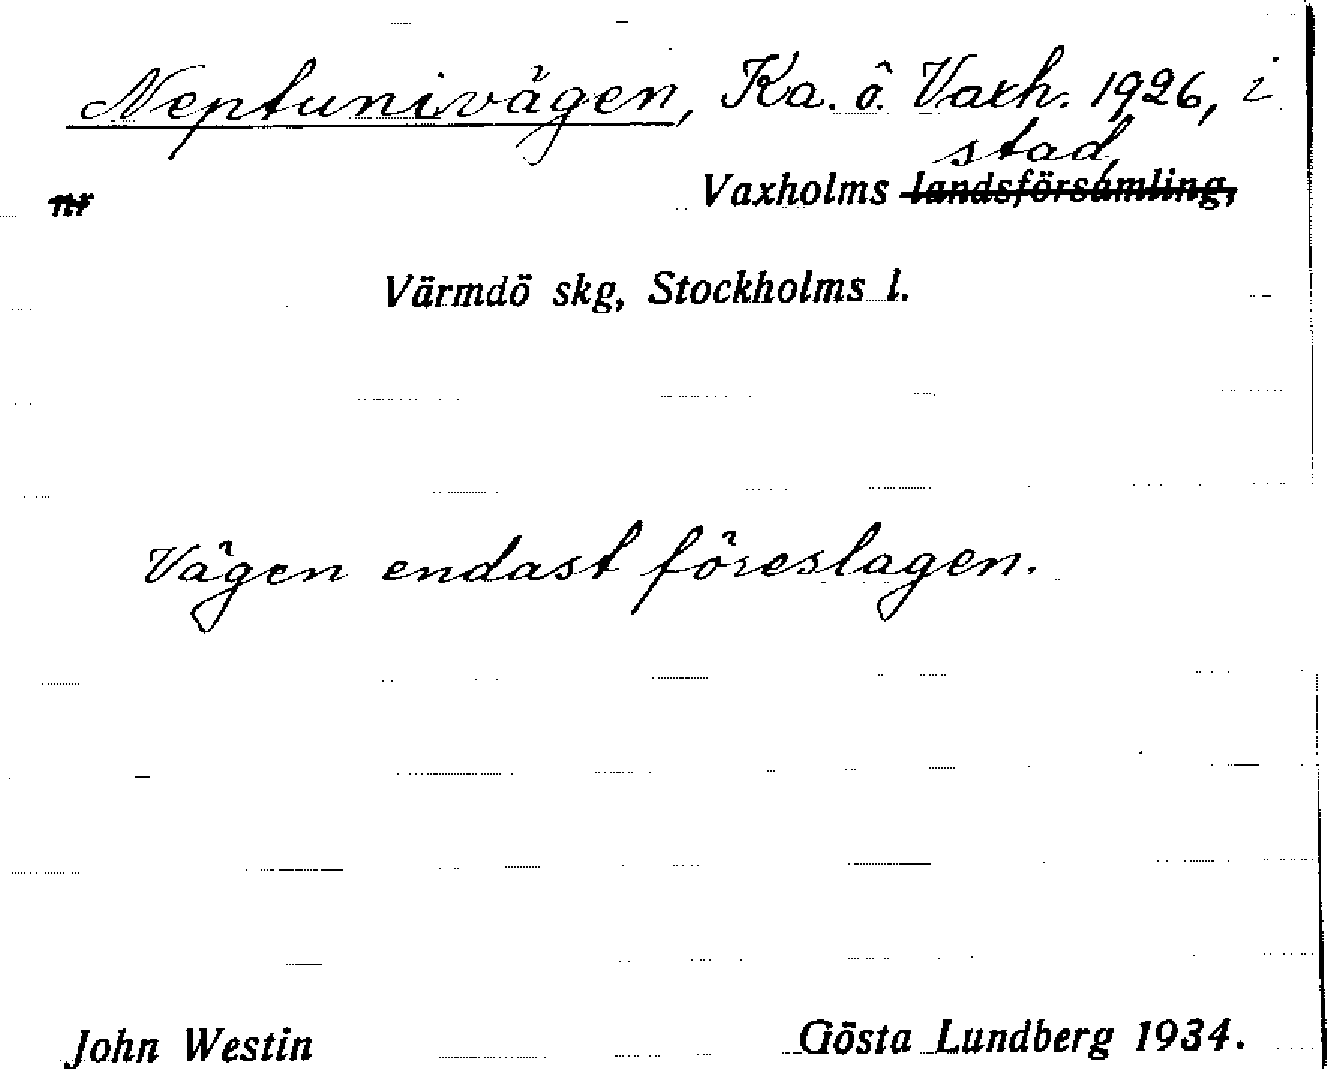 Neptunivägen, Ka. ö. Vaxh. 1926, i
stad,
nr Vaxholms landsförsamling,
Värmdö skg, Stockholms l.
Vägen endast föreslagen.
John Westin Gösta Lundberg 1934.